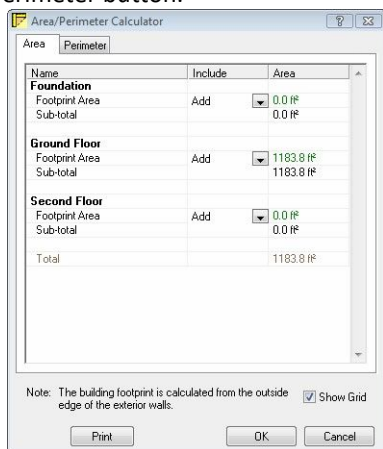 erimeter button.
Area/Perimeter Calculator
Area Perimeter
Name Include Area
Foundation
Footprint Area Add 0.0 ft²
Sub-total 0.0 ft²
Ground Floor
Footprint Area Add 1183.8 ft²
Sub-total 1183.8 ft²
Second Floor
Footprint Area Add 0.0 ft²
Sub-total 0.0 ft²
Total 1183.8 ft²
Note: The building footprint is calculated from the outside
edge of the exterior walls.
Show Grid
Print OK Cancel